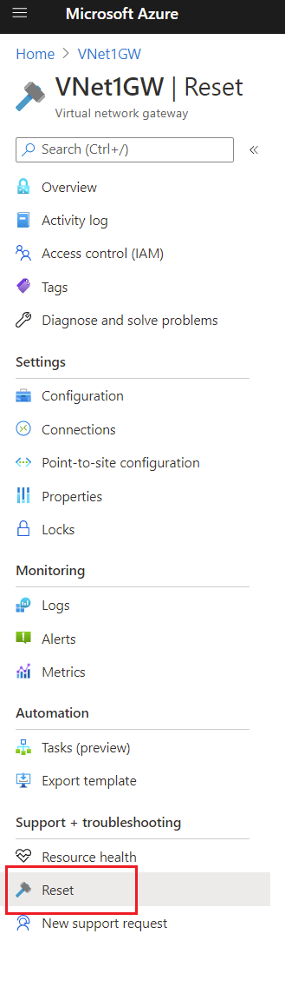 Microsoft Azure
Home > VNet1GW
VNet1GW | Reset
Virtual network gateway
Search (Ctrl+/) «
Overview
Activity log
Access control (IAM)
Tags
Diagnose and solve problems
Settings
Configuration
Connections
Point-to-site configuration
Properties
Locks
Monitoring
Logs
Alerts
Metrics
Automation
Tasks (preview)
Export template
Support + troubleshooting
Resource health
Reset
New support request